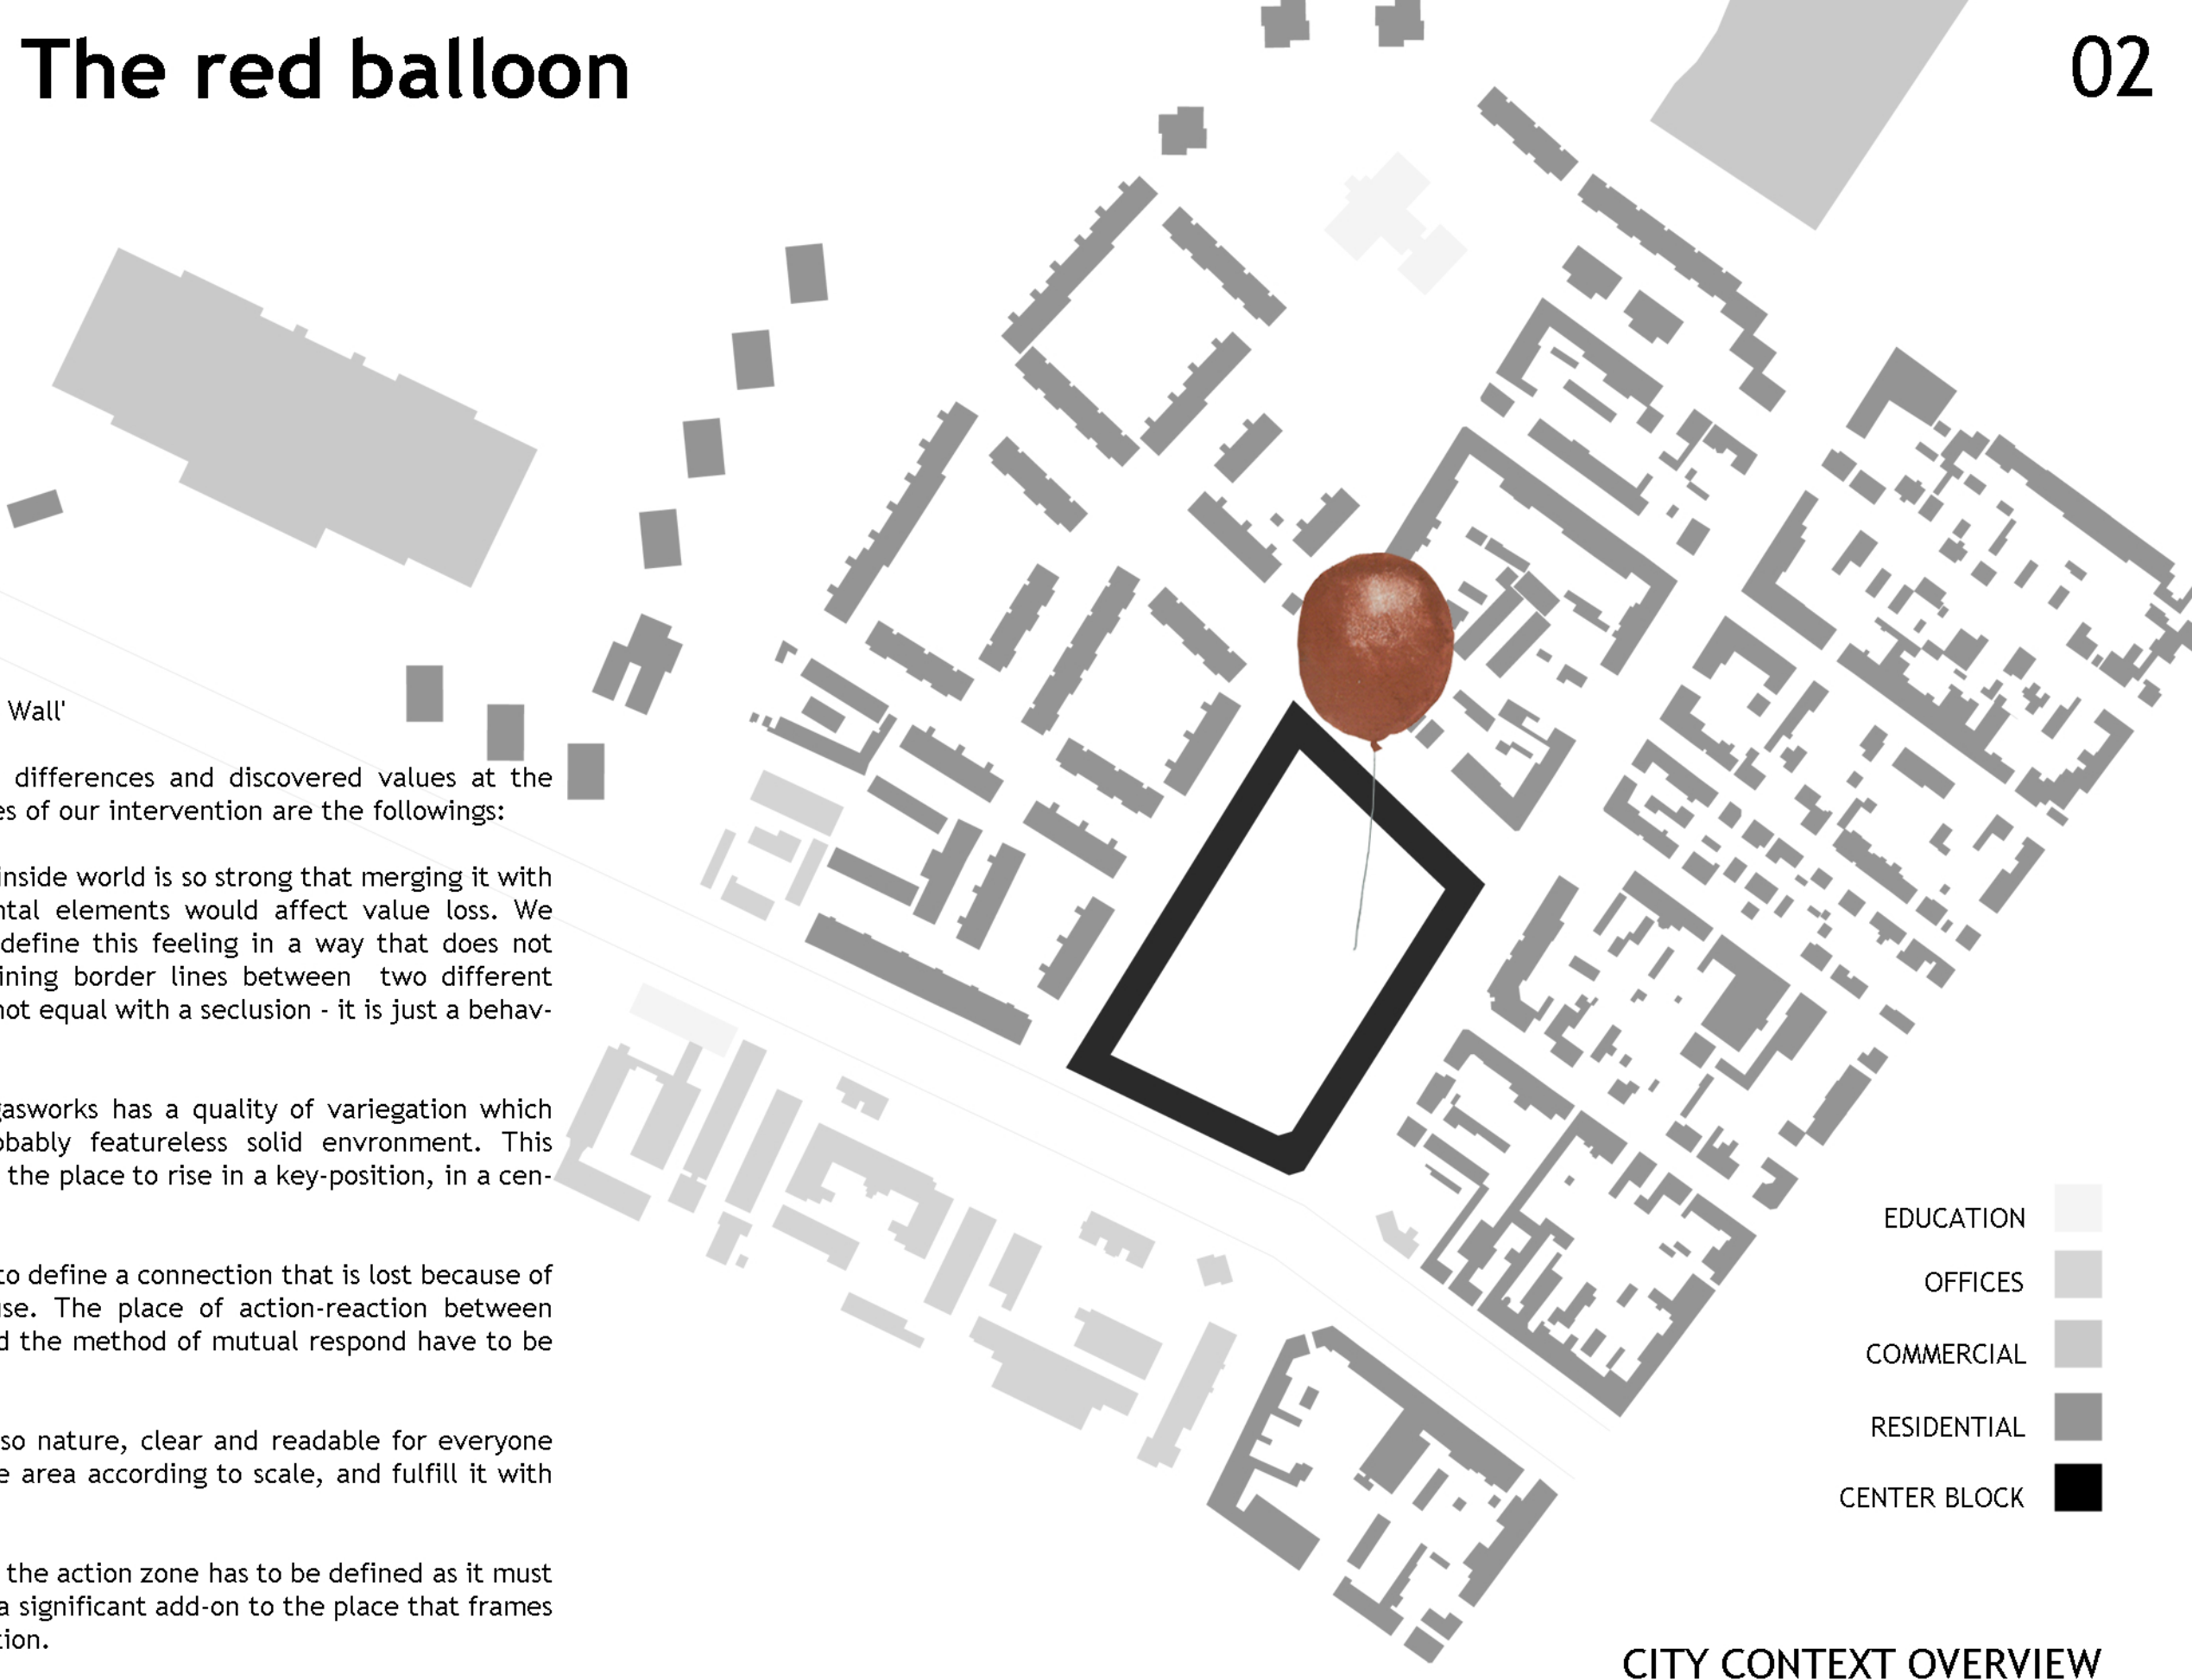 The red balloon
02
Wall'
differences and discovered values at the
of our intervention are the followings:
inside world is so strong that merging it with
elements would affect value loss. We
define this feeling in a way that does not
border lines between two different
not equal with a seclusion - it is just a behav-
gasworks has a quality of variegation which
featureless solid envronment. This
the place to rise in a key-position, in a cen-
to define a connection that is lost because of
The place of action-reaction between
the method of mutual respond have to be
so nature, clear and readable for everyone
area according to scale, and fulfill it with
the action zone has to be defined as it must
a significant add-on to the place that frames
EDUCATION
OFFICES
COMMERCIAL
RESIDENTIAL
CENTER BLOCK
CITY CONTEXT OVERVIEW